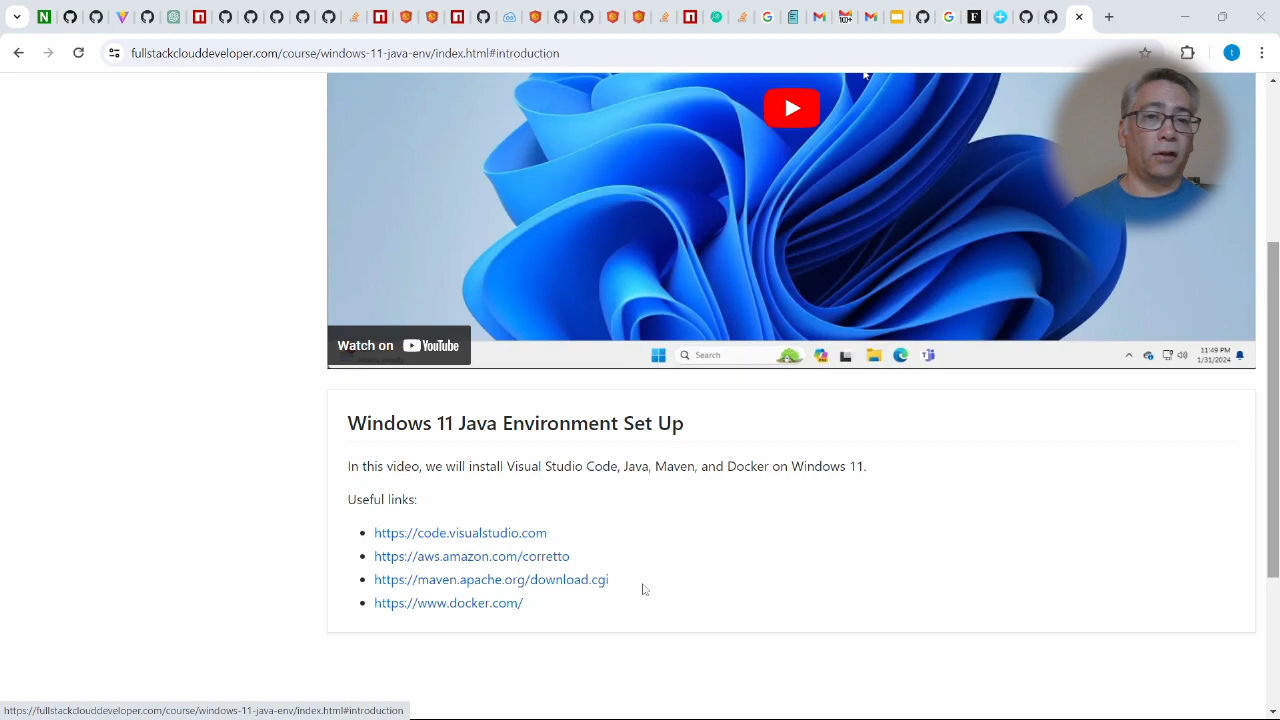 fullstackclouddeveloper.com/course/windows-11-java-env/index.html#introduction
t
Watch on YouTube
Search
11:49 PM
1/31/2024
Windows 11 Java Environment Set Up
In this video, we will install Visual Studio Code, Java, Maven, and Docker on Windows 11.
Useful links:
https://code.visualstudio.com
https://aws.amazon.com/corretto
https://maven.apache.org/download.cgi
https://www.docker.com/
https://fullstackclouddeveloper.com/course/windows-11-java-env/index.html#introduction